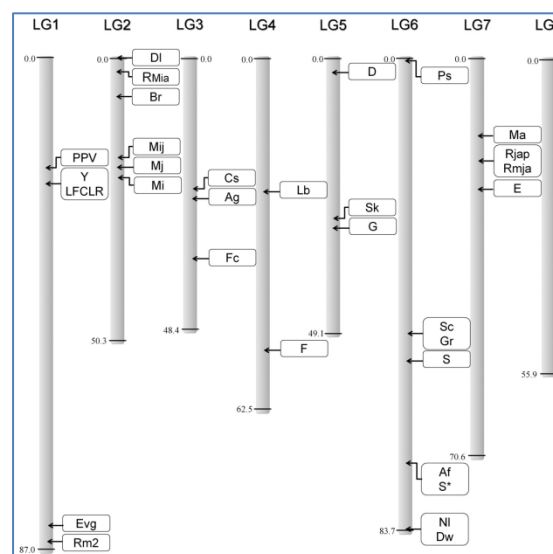 LG1 LG2 LG3 LG4 LG5 LG6 LG7 LG
0.0 0.0 0.0 0.0 0.0 0.0 0.0 0.0
Dl
RMia
Br
D
Ps
Ma
Rjap
Rmja
E
PPV
Y
LFCLR
Mij
Mj
Mi
Cs
Ag
Lb
Sk
G
Fc
48.4
50.3
49.1
Sc
Gr
S
F
55.9
62.5
70.6
Af
S*
Evg
Rm2
87.0
83.7
Nl
Dw